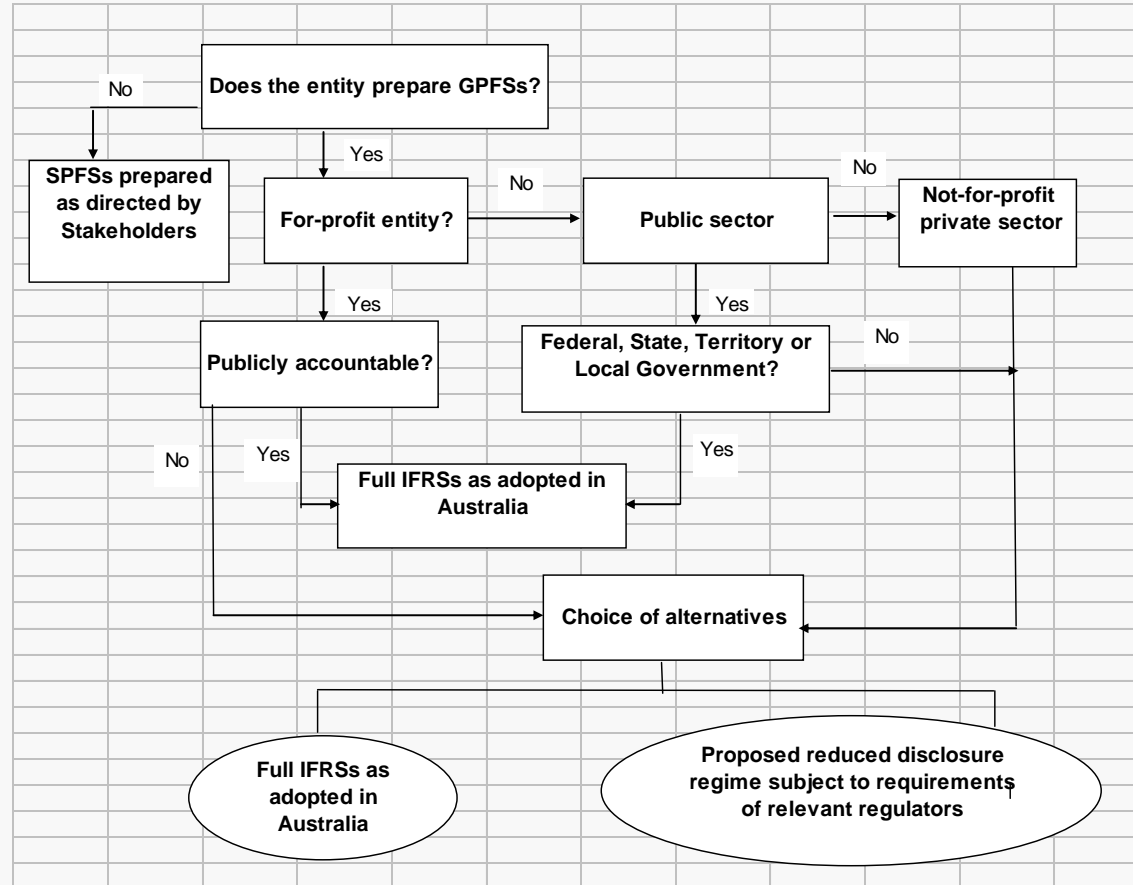 Does the entity prepare GPFSs?
No
Yes
SPFSs prepared
as directed by
Stakeholders
For-profit entity?
No
Public sector
No
Not-for-profit
private sector
Yes
Yes
Publicly accountable?
Federal, State, Territory or
Local Government?
No
No
Yes
Yes
Full IFRSs as adopted in
Australia
Choice of alternatives
Full IFRSs as
adopted in
Australia
Proposed reduced disclosure
regime subject to requirements
of relevant regulators